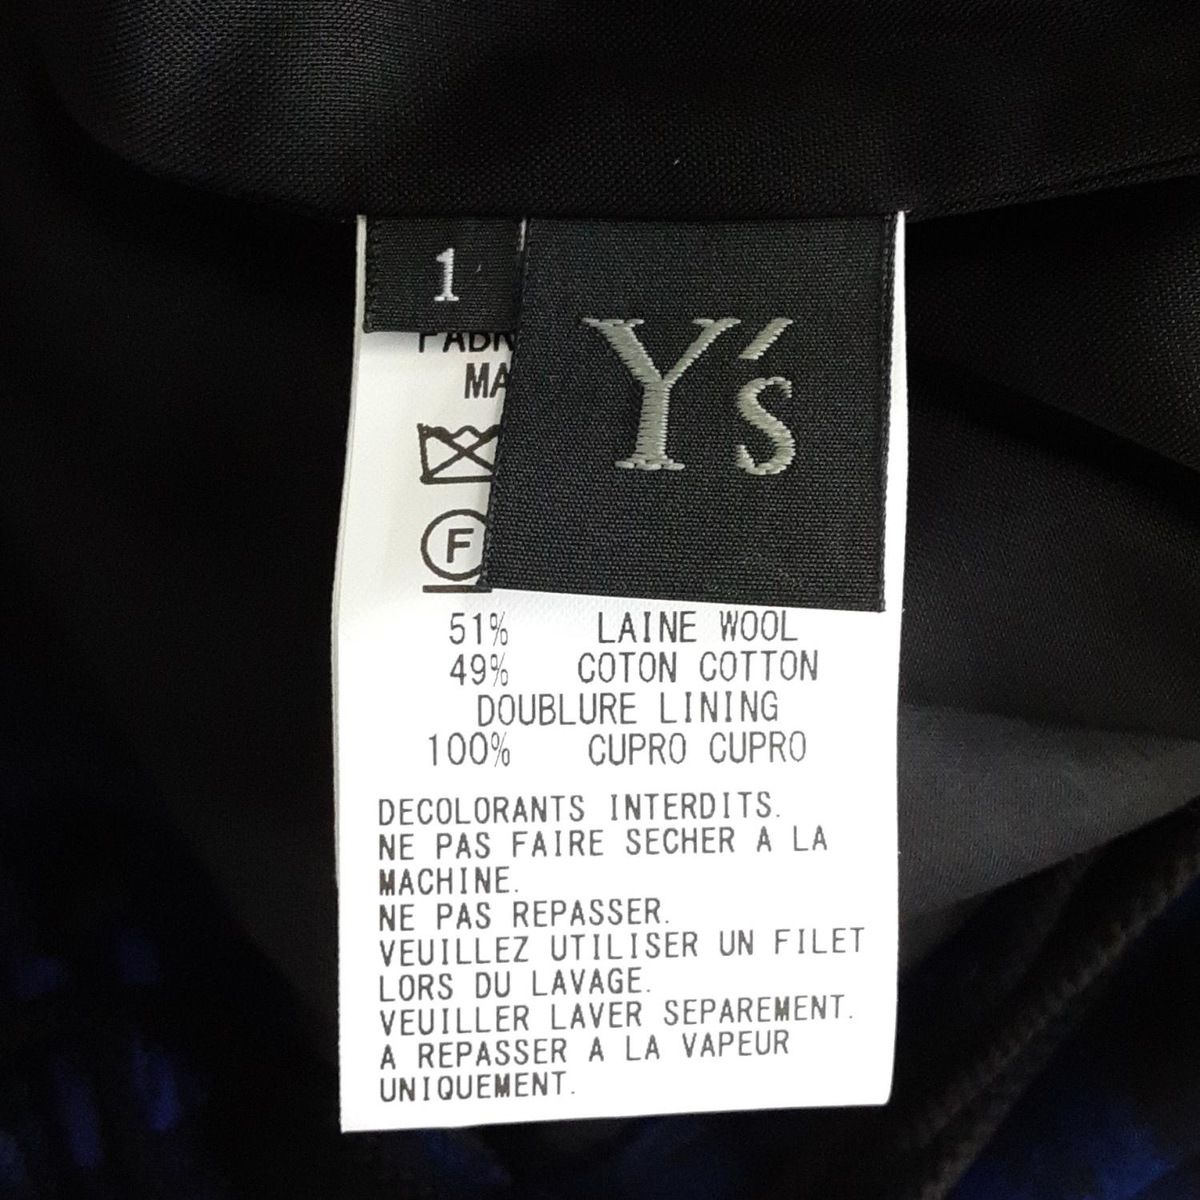 1
Y's
F
51% LAINE WOOL
49% COTON COTTON
DOUBLURE LINING
100% CUPRO CUPRO
DECOLORANTS INTERDITS.
NE PAS FAIRE SECHER A LA
MACHINE.
NE PAS REPASSER.
VEUILLEZ UTILISER UN FILET
LORS DU LAVAGE.
VEUILLER LAVER SEPAREMENT.
A REPASSER A LA VAPEUR
UNIQUEMENT.